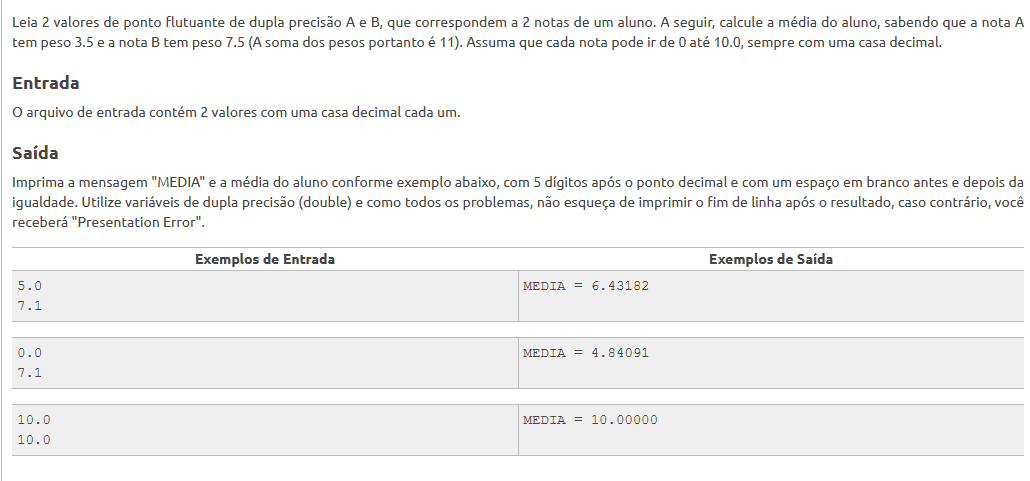 Leia 2 valores de ponto flutuante de dupla precisão A e B, que correspondem a 2 notas de um aluno. A seguir, calcule a média do aluno, sabendo que a nota A
tem peso 3.5 e a nota B tem peso 7.5 (A soma dos pesos portanto é 11). Assuma que cada nota pode ir de 0 até 10.0, sempre com uma casa decimal.
Entrada
O arquivo de entrada contém 2 valores com uma casa decimal cada um.
Saída
Imprima a mensagem "MEDIA" e a média do aluno conforme exemplo abaixo, com 5 dígitos após o ponto decimal e com um espaço em branco antes e depois da
igualdade. Utilize variáveis de dupla precisão (double) e como todos os problemas, não esqueça de imprimir o fim de linha após o resultado, caso contrário, você
receberá "Presentation Error".
Exemplos de Entrada Exemplos de Saída
5.0 MEDIA = 6.43182
7.1
0.0 MEDIA = 4.84091
7.1
10.0 MEDIA = 10.00000
10.0